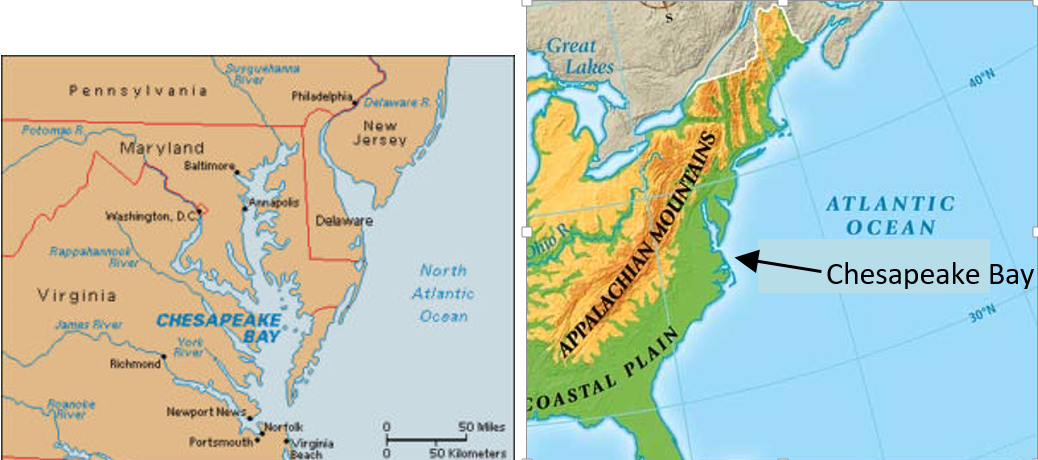 Susquehanna
River
Pennsylvania
Philadelphia
Delaware R.
New
Jersey
Potomac R.
Maryland
Baltimore
Annapolis
Washington, D.C.
Delaware
Rappahannock
River
North
Atlantic
Ocean
Virginia
CHESAPEAKE
BAY
James River
York
River
Richmond
Roanoke
River
Newport News
Norfolk
Portsmouth
Virginia
Beach
0 50 Miles
0 50 Kilometers
S
Great
Lakes
40°N
APPALACHIAN MOUNTAINS
ATLANTIC
OCEAN
Ohio R.
Chesapeake Bay
30°N
COASTAL PLAIN